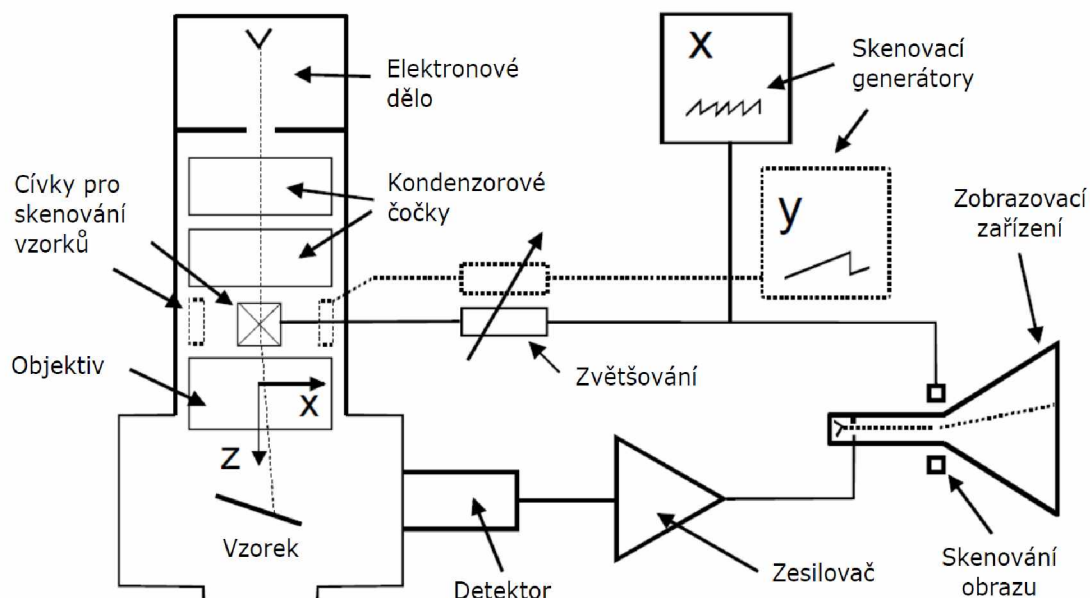 Elektronové
dělo
x
Skenovací
generátory
Cívky pro
skenování
vzorků
Kondenzorové
čočky
y
Zobrazovací
zařízení
Objektiv
x
z
Zvětšování
Vzorek
Detektor
Zesilovač
Skenování
obrazu